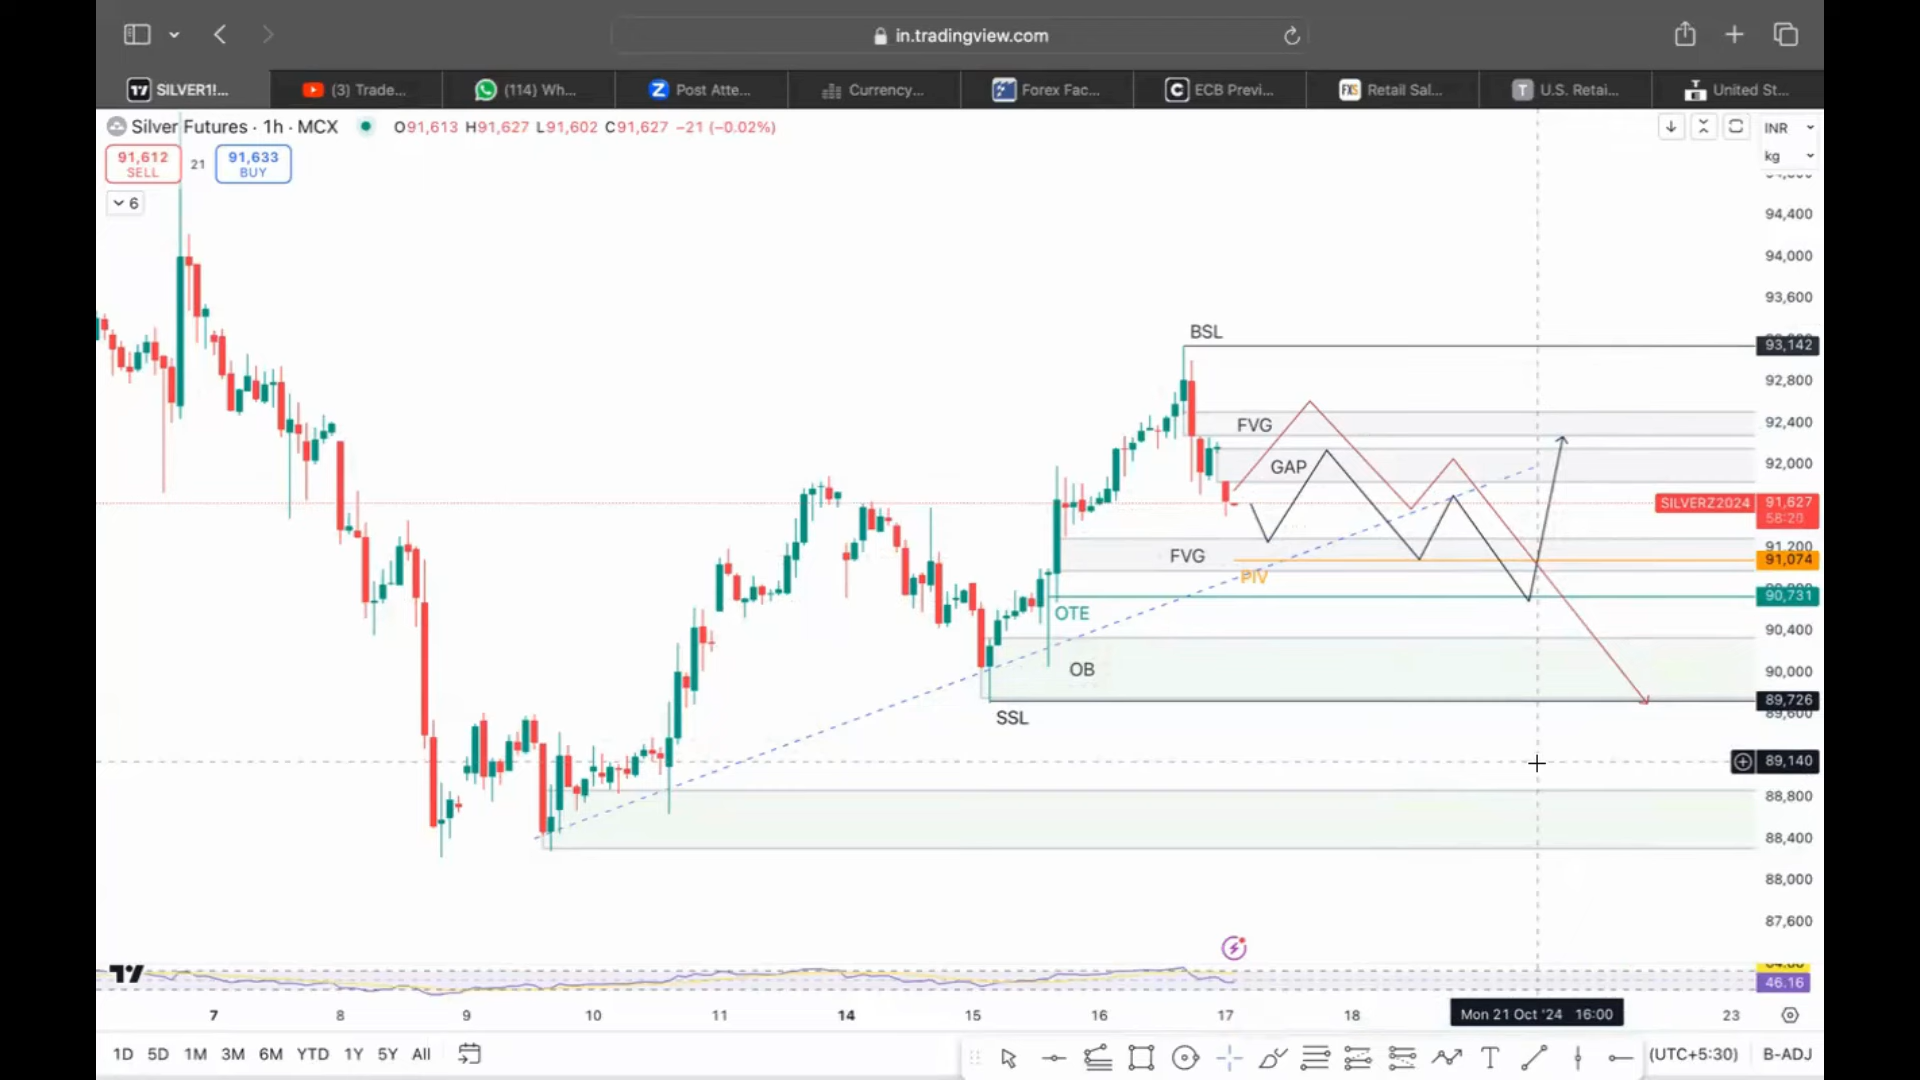 in.tradingview.com
SILVER1!...
(3) Trade...
(114) Wh...
Post Atte...
Currency...
Forex Fac...
ECB Previ...
Retail Sal...
U.S. Retai...
United St...
Silver Futures · 1h · MCX O91,613 H91,627 L91,602 C91,627 −21 (−0.02%)
INR
kg
91,612
SELL
21
91,633
BUY
6
94,400
94,000
93,600
BSL
93,142
92,800
FVG
92,400
GAP
92,000
SILVERZ2024
91,627
58:20
91,200
FVG
91,074
PIV
90,731
OTE
90,400
OB
90,000
89,726
SSL
89,600
89,140
88,800
88,400
88,000
87,600
46.16
7 8 9 10 11 14 15 16 17 18 Mon 21 Oct '24 16:00 23
1D 5D 1M 3M 6M YTD 1Y 5Y All
(UTC+5:30) B-ADJ